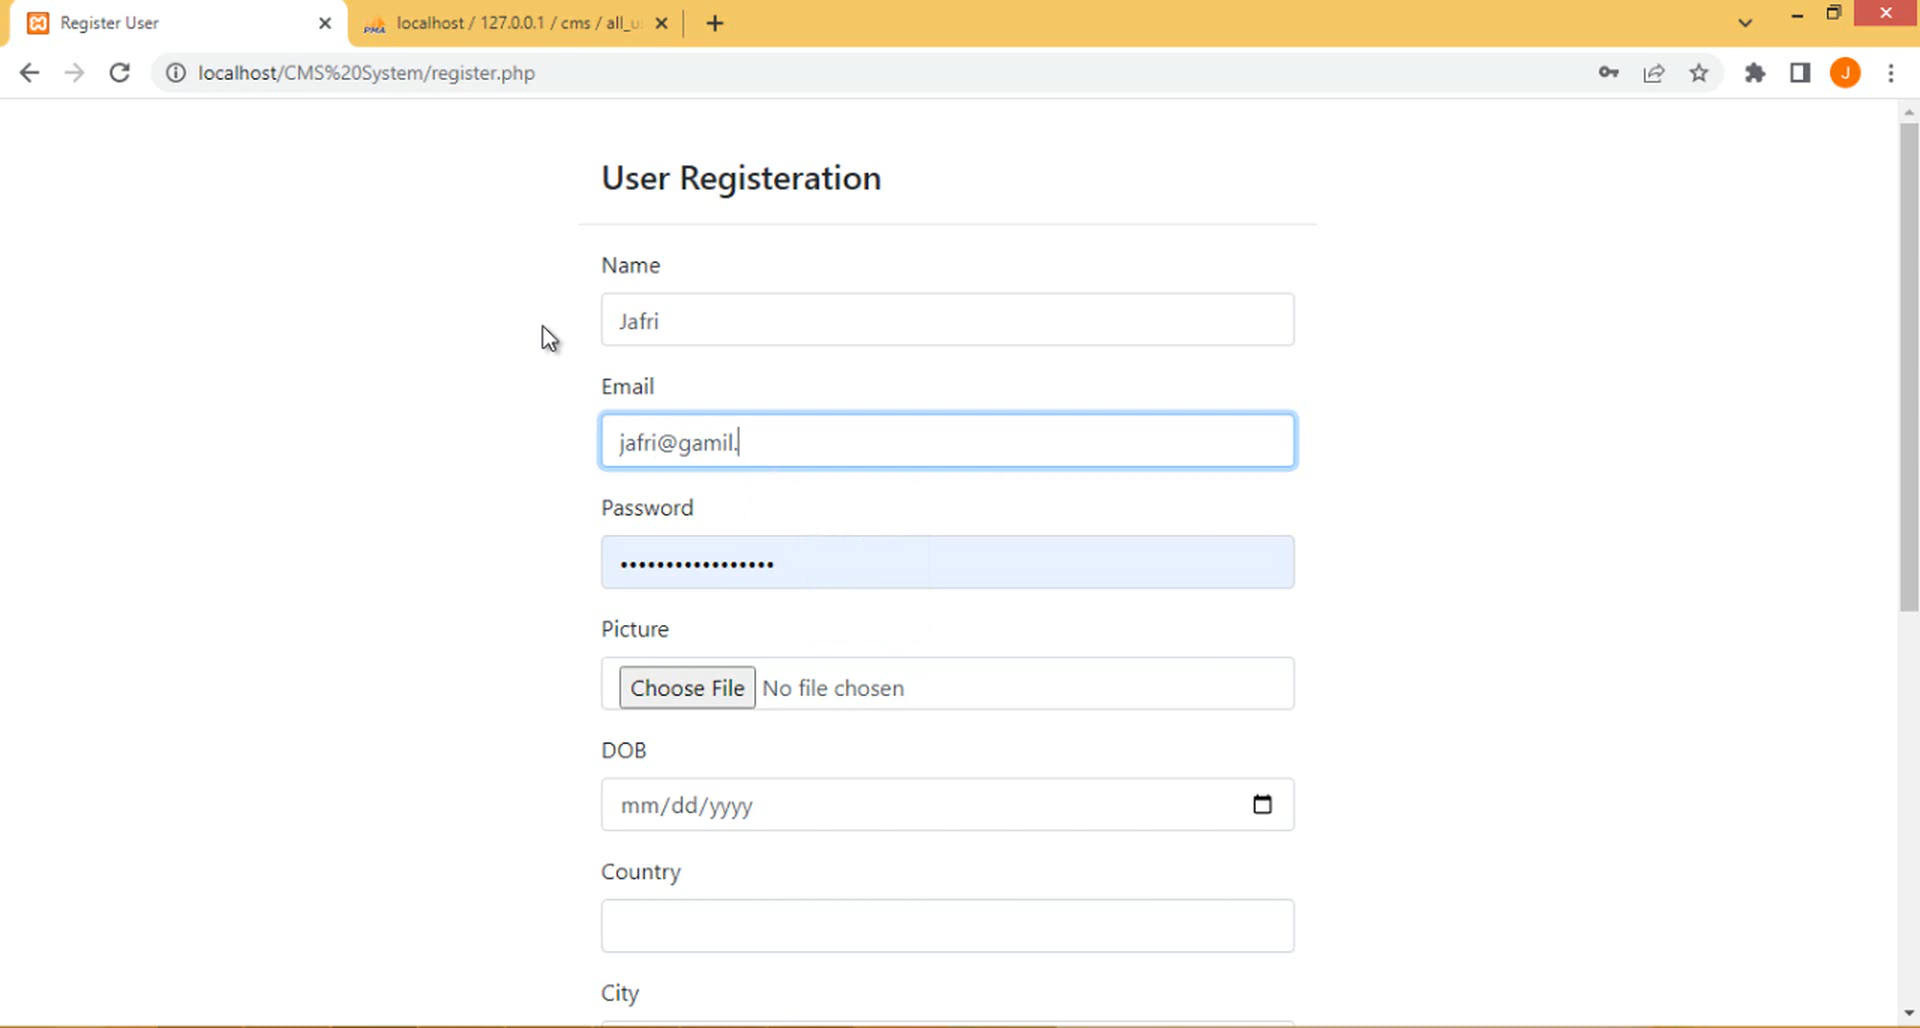 Register User
PMA localhost / 127.0.0.1 / cms / all_u
localhost/CMS%20System/register.php
J
User Registeration
Name
Jafri
Email
jafri@gamil.
Password
•••••••••••••••••
Picture
Choose File No file chosen
DOB
mm/dd/yyyy
Country
City